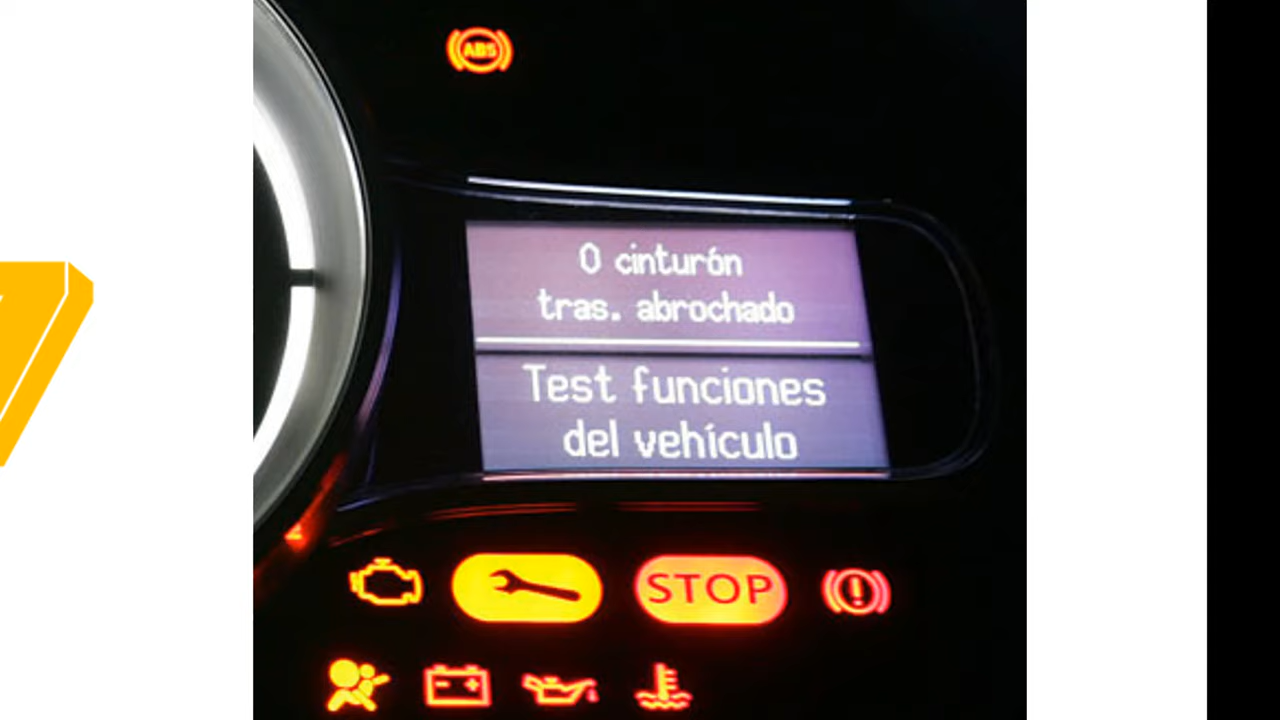 ABS
0 cinturón
tras. abrochado
Test funciones
del vehículo
STOP